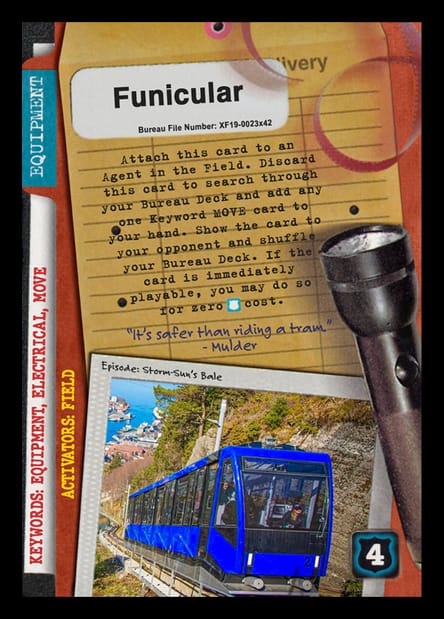 ivery
Funicular
Bureau File Number: XF19-0023x42
EQUIPMENT
Attach this card to an
Agent in the Field. Discard
this card to search through
your Bureau Deck and add any
one Keyword MOVE card to
your hand. Show the card to
your opponent and shuffle
your Bureau Deck. If the
card is immediately
playable, you may do so
for zero cost.
"It's safer than riding a tram."
- Mulder
KEYWORDS: EQUIPMENT, ELECTRICAL, MOVE
ACTIVATORS: FIELD
Episode: Storm-Sun's Bale
2
4